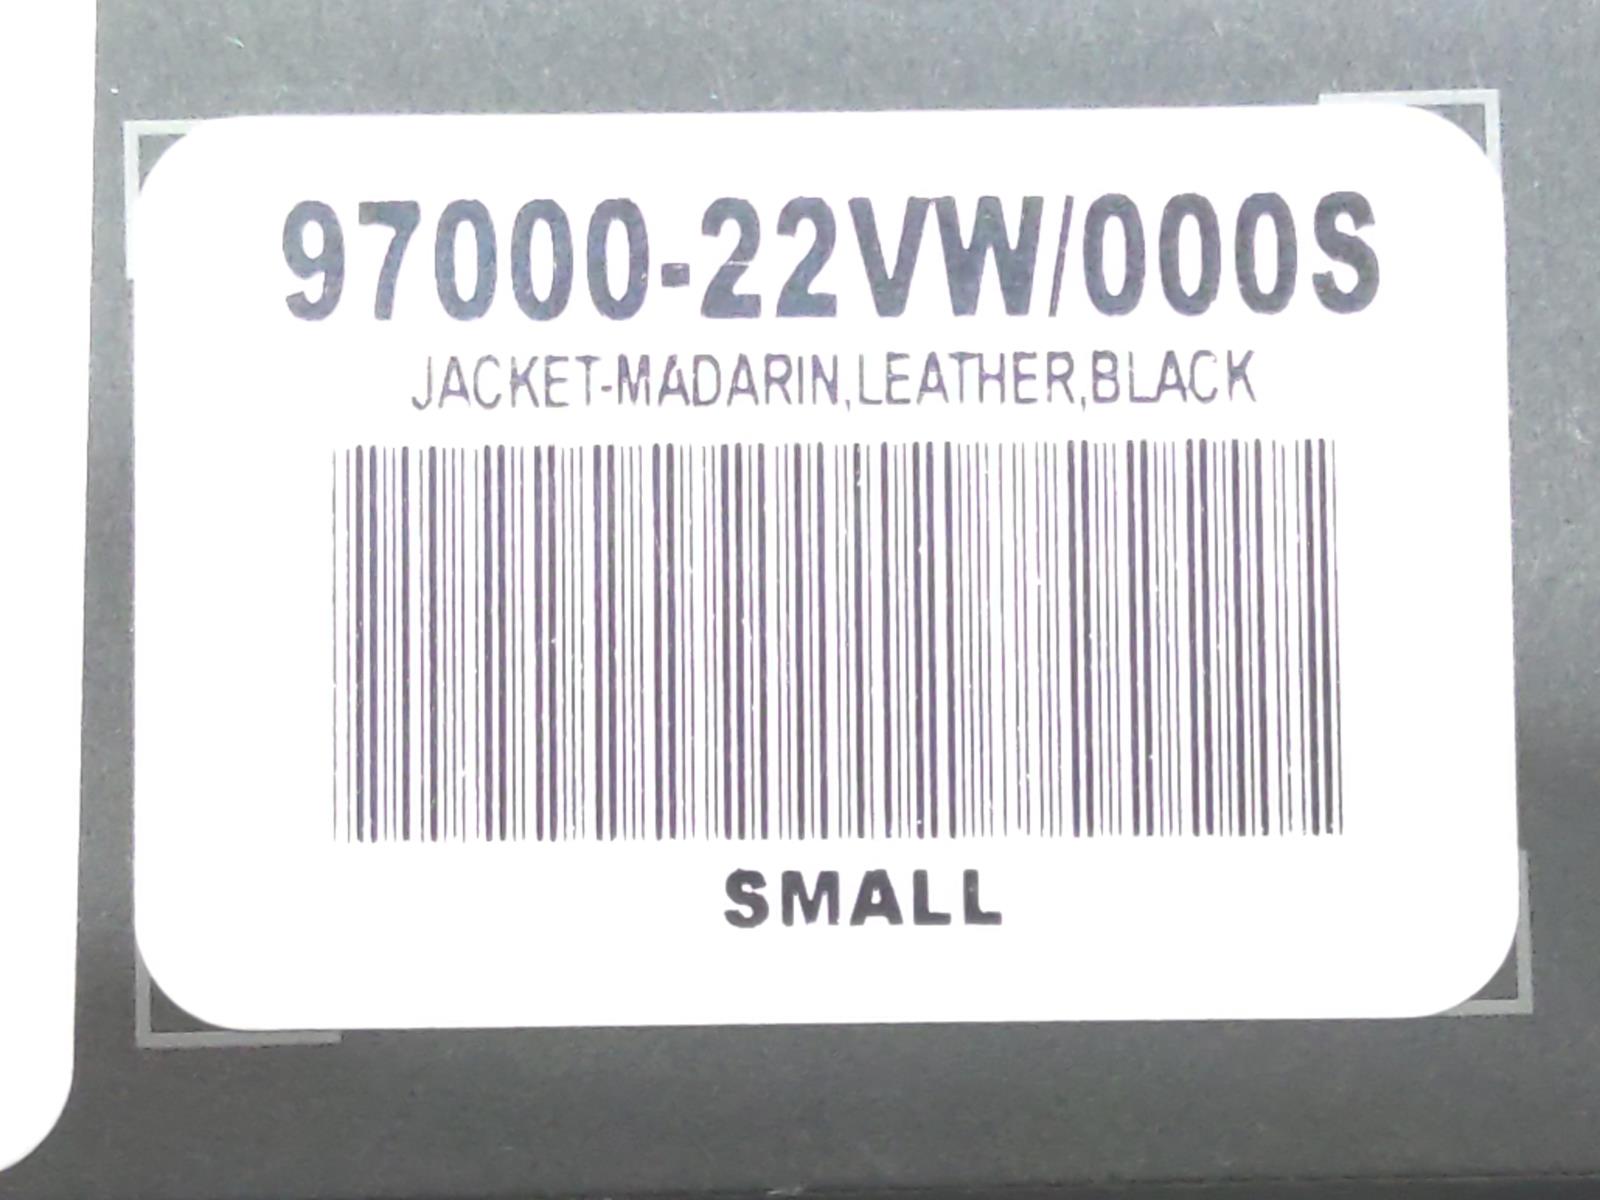 97000-22VW/000S
JACKET-MADARIN,LEATHER,BLACK
SMALL